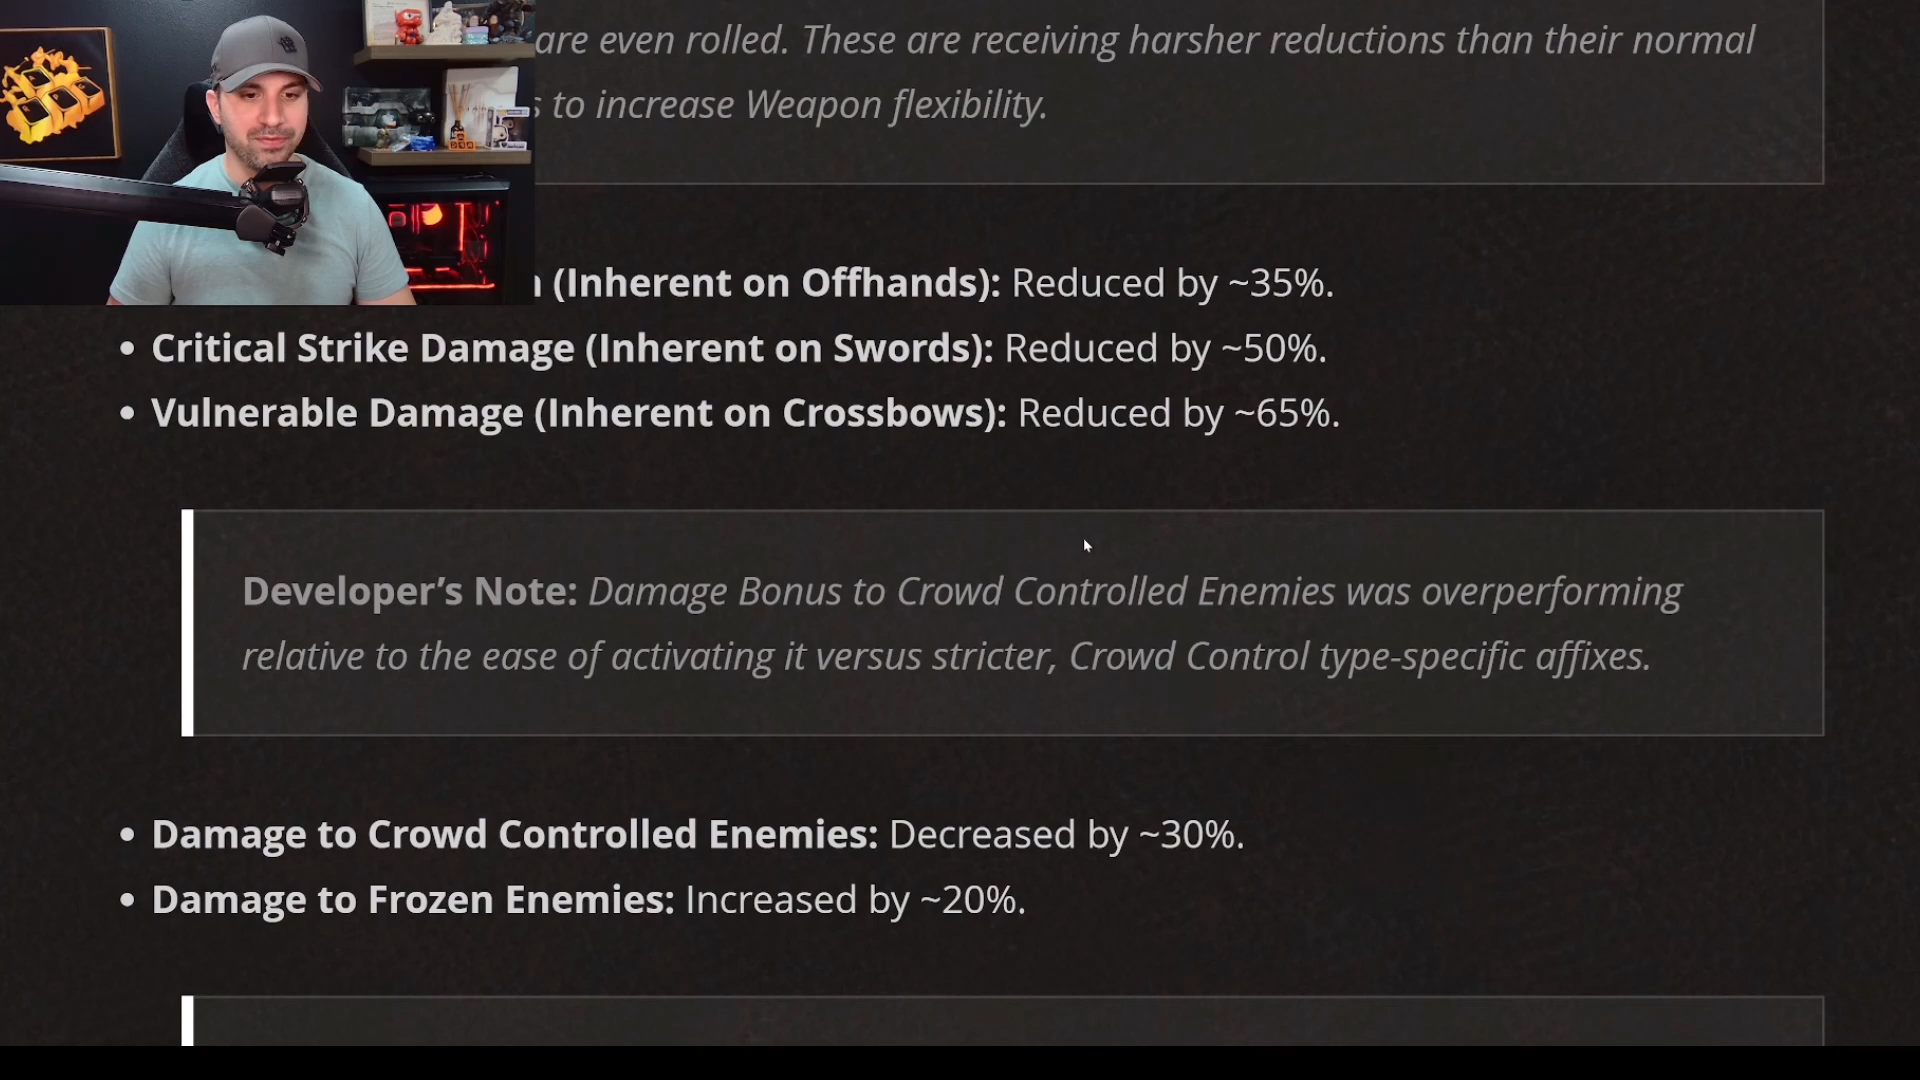 are even rolled. These are receiving harsher reductions than their normal
to increase Weapon flexibility.
(Inherent on Offhands): Reduced by ~35%.
• Critical Strike Damage (Inherent on Swords): Reduced by ~50%.
• Vulnerable Damage (Inherent on Crossbows): Reduced by ~65%.
Developer’s Note: Damage Bonus to Crowd Controlled Enemies was overperforming
relative to the ease of activating it versus stricter, Crowd Control type-specific affixes.
• Damage to Crowd Controlled Enemies: Decreased by ~30%.
• Damage to Frozen Enemies: Increased by ~20%.